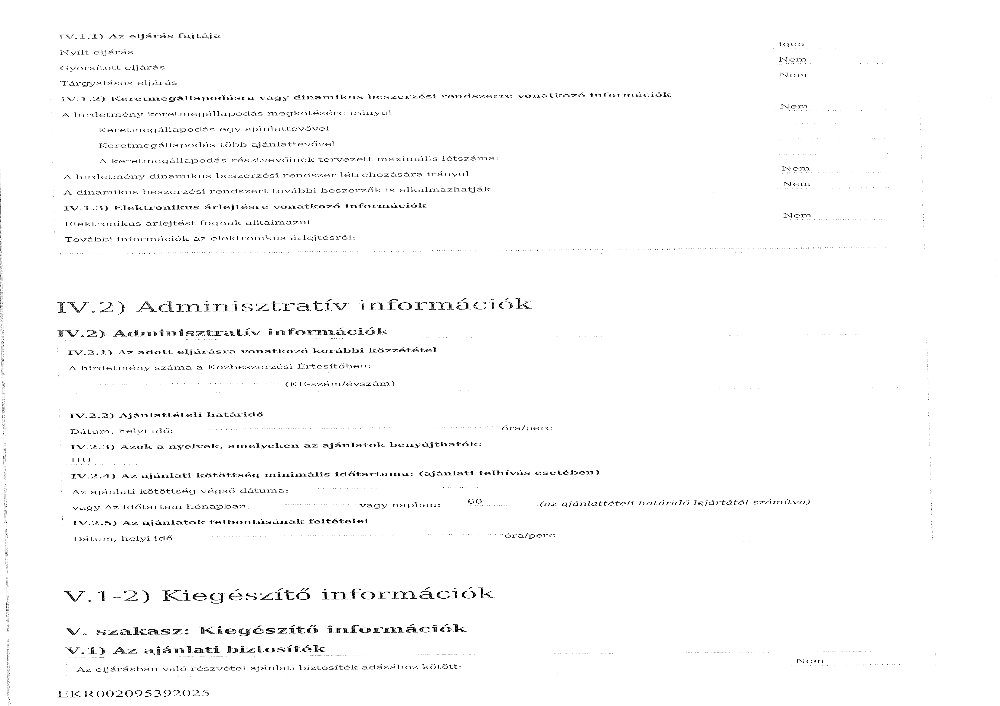 IV.1.1) Az eljárás fajtája
Nyílt eljárás Igen
Gyorsított eljárás Nem
Tárgyalásos eljárás Nem
IV.1.2) Keretmegállapodásra vagy dinamikus beszerzési rendszerre vonatkozó információk
A hirdetmény keretmegállapodás megkötésére irányul Nem
Keretmegállapodás egy ajánlattevővel
Keretmegállapodás több ajánlattevővel
A keretmegállapodás résztvevőinek tervezett maximális létszáma:
A hirdetmény dinamikus beszerzési rendszer létrehozására irányul Nem
A dinamikus beszerzési rendszert további beszerzők is alkalmazhatják Nem
IV.1.3) Elektronikus árlejtésre vonatkozó információk
Elektronikus árlejtést fognak alkalmazni Nem
További információk az elektronikus árlejtésről:
IV.2) Adminisztratív információk
IV.2) Adminisztratív információk
IV.2.1) Az adott eljárásra vonatkozó korábbi közzététel
A hirdetmény száma a Közbeszerzési Értesítőben:
(KÉ-szám/évszám)
IV.2.2) Ajánlattételi határidő
Dátum, helyi idő: óra/perc
IV.2.3) Azok a nyelvek, amelyeken az ajánlatok benyújthatók:
HU
IV.2.4) Az ajánlati kötöttség minimális időtartama: (ajánlati felhívás esetében)
Az ajánlati kötöttség végső dátuma:
vagy Az időtartam hónapban: vagy napban: 60 (az ajánlattételi határidő lejártától számítva)
IV.2.5) Az ajánlatok felbontásának feltételei
Dátum, helyi idő: óra/perc
V.1-2) Kiegészítő információk
V. szakasz: Kiegészítő információk
V.1) Az ajánlati biztosíték
Az eljárásban való részvétel ajánlati biztosíték adásához kötött: Nem
EKR002095392025